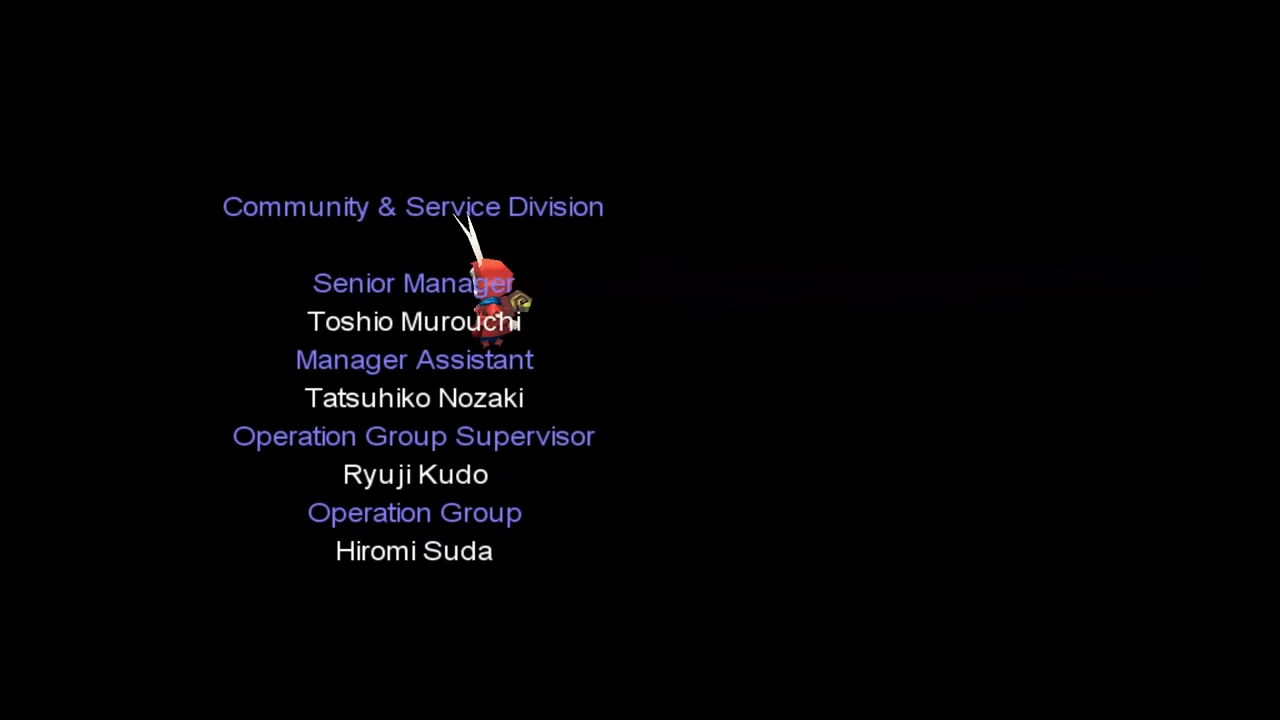 Community & Service Division
Senior Manager
Toshio Murouchi
Manager Assistant
Tatsuhiko Nozaki
Operation Group Supervisor
Ryuji Kudo
Operation Group
Hiromi Suda